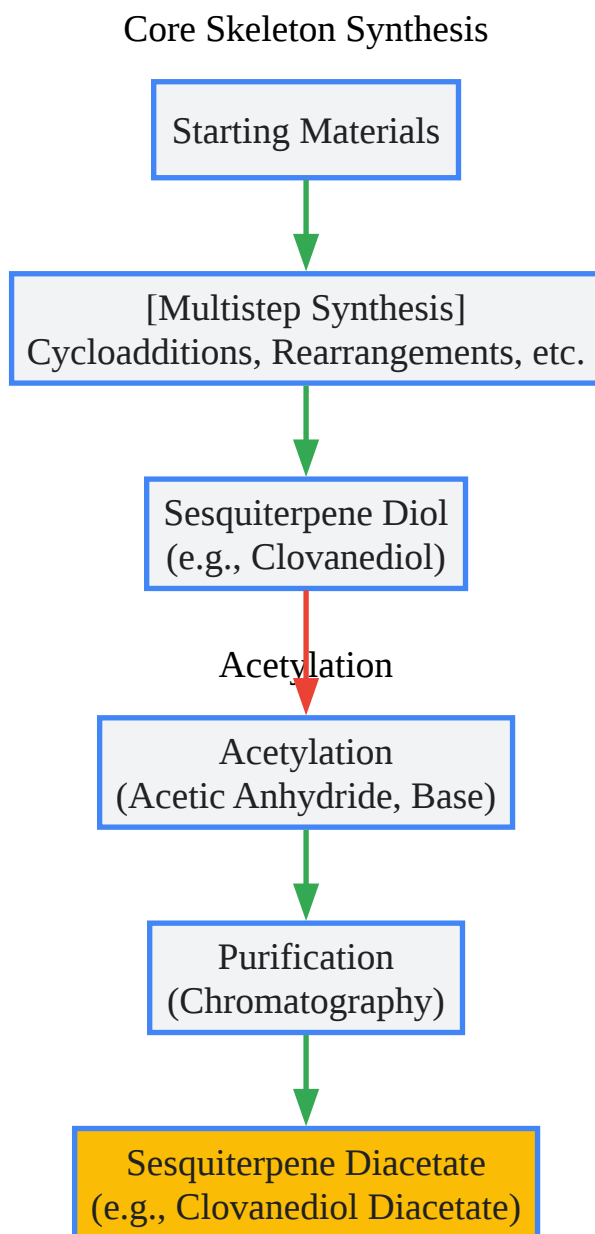 Core Skeleton Synthesis
Starting Materials
[Multistep Synthesis]
Cycloadditions, Rearrangements, etc.
Sesquiterpene Diol
(e.g., Clovanediol)
Acetylation
Acetylation
(Acetic Anhydride, Base)
Purification
(Chromatography)
Sesquiterpene Diacetate
(e.g., Clovanediol Diacetate)